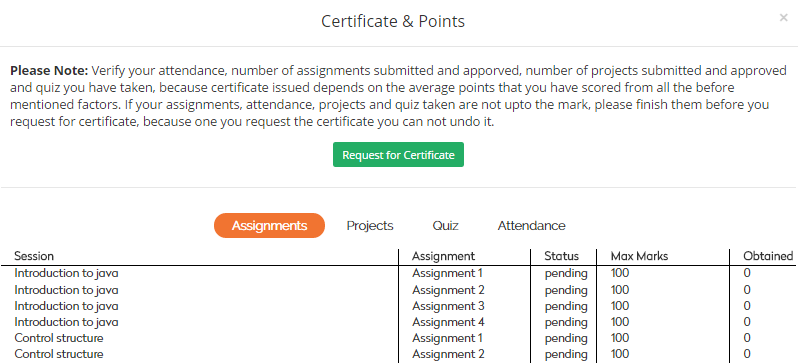 Certificate & Points
×
Please Note: Verify your attendance, number of assignments submitted and apporved, number of projects submitted and approved
and quiz you have taken, because certificate issued depends on the average points that you have scored from all the before
mentioned factors. If your assignments, attendance, projects and quiz taken are not upto the mark, please finish them before you
request for certificate, because one you request the certificate you can not undo it.
Request for Certificate
Assignments Projects Quiz Attendance
Session Assignment Status Max Marks Obtained
Introduction to java Assignment 1 pending 100 0
Introduction to java Assignment 2 pending 100 0
Introduction to java Assignment 3 pending 100 0
Introduction to java Assignment 4 pending 100 0
Control structure Assignment 1 pending 100 0
Control structure Assignment 2 pending 100 0